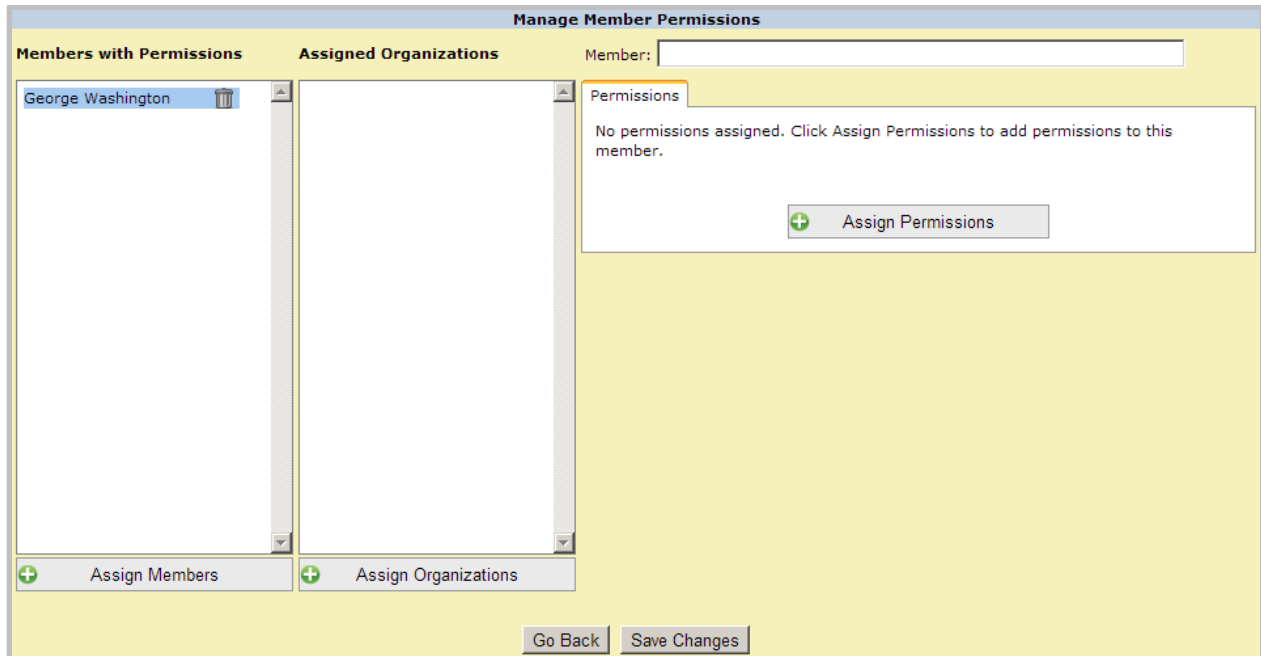 Manage Member Permissions
Members with Permissions
Assigned Organizations
Member:
George Washington
Permissions
No permissions assigned. Click Assign Permissions to add permissions to this
member.
Assign Permissions
Assign Members
Assign Organizations
Go Back
Save Changes